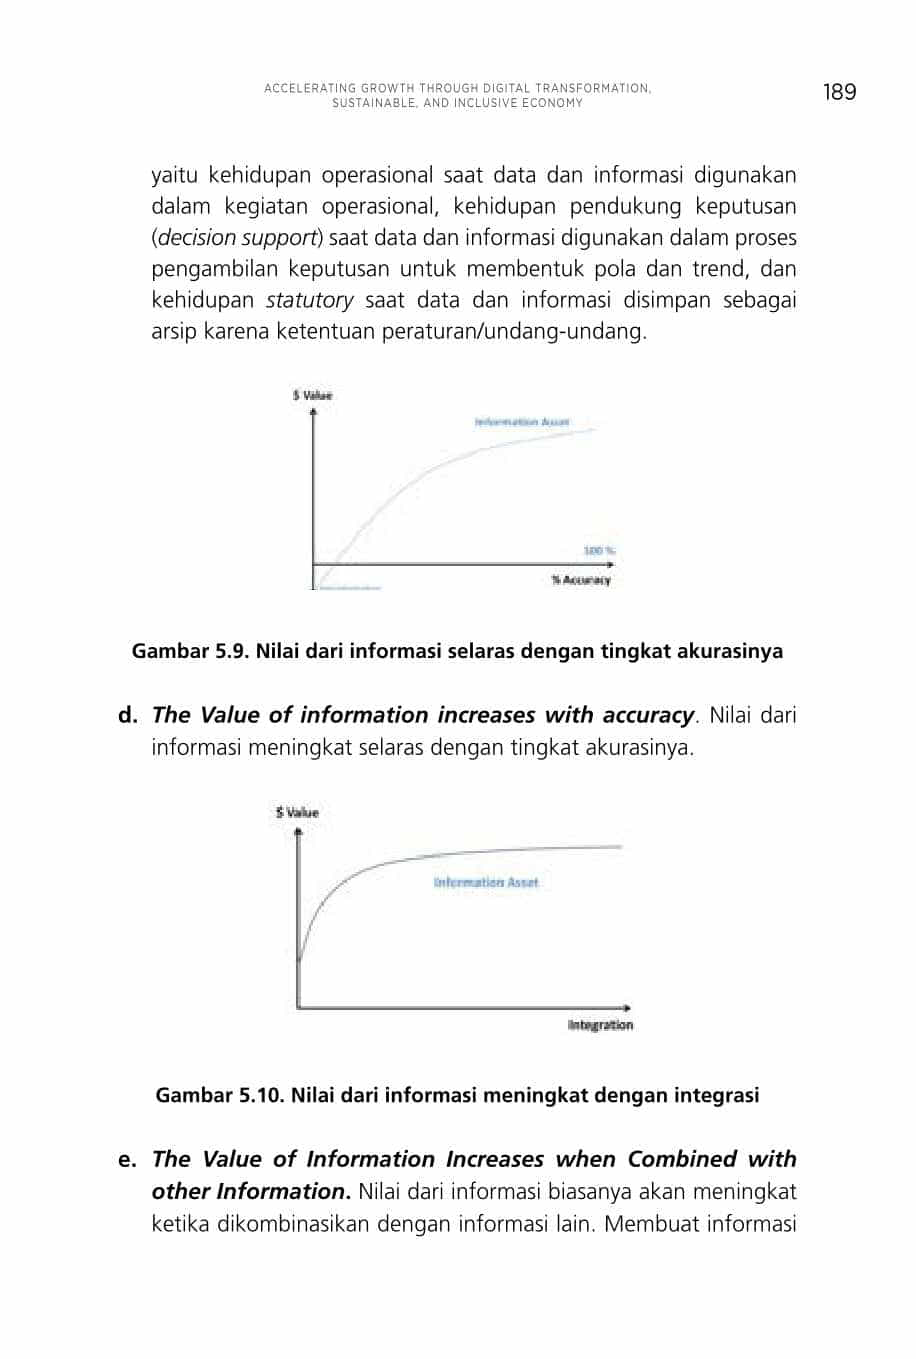 ACCELERATING GROWTH THROUGH DIGITAL TRANSFORMATION,
SUSTAINABLE, AND INCLUSIVE ECONOMY
189
yaitu kehidupan operasional saat data dan informasi digunakan
dalam kegiatan operasional, kehidupan pendukung keputusan
(decision support) saat data dan informasi digunakan dalam proses
pengambilan keputusan untuk membentuk pola dan trend, dan
kehidupan statutory saat data dan informasi disimpan sebagai
arsip karena ketentuan peraturan/undang-undang.
$ Value
Information Asset
100 %
% Accuracy
Gambar 5.9. Nilai dari informasi selaras dengan tingkat akurasinya
d. The Value of information increases with accuracy. Nilai dari
informasi meningkat selaras dengan tingkat akurasinya.
$ Value
Information Asset
Integration
Gambar 5.10. Nilai dari informasi meningkat dengan integrasi
e. The Value of Information Increases when Combined with
other Information. Nilai dari informasi biasanya akan meningkat
ketika dikombinasikan dengan informasi lain. Membuat informasi